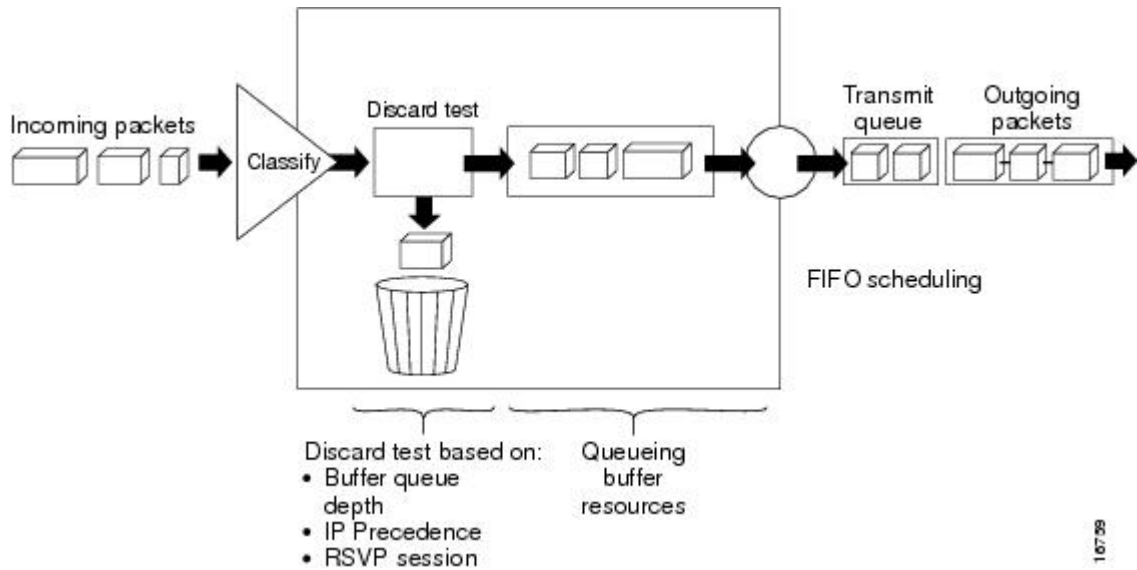 Incoming packets
Classify
Discard test
Transmit
queue
Outgoing
packets
FIFO scheduling
Discard test based on:
• Buffer queue
depth
• IP Precedence
• RSVP session
Queueing
buffer
resources
16759